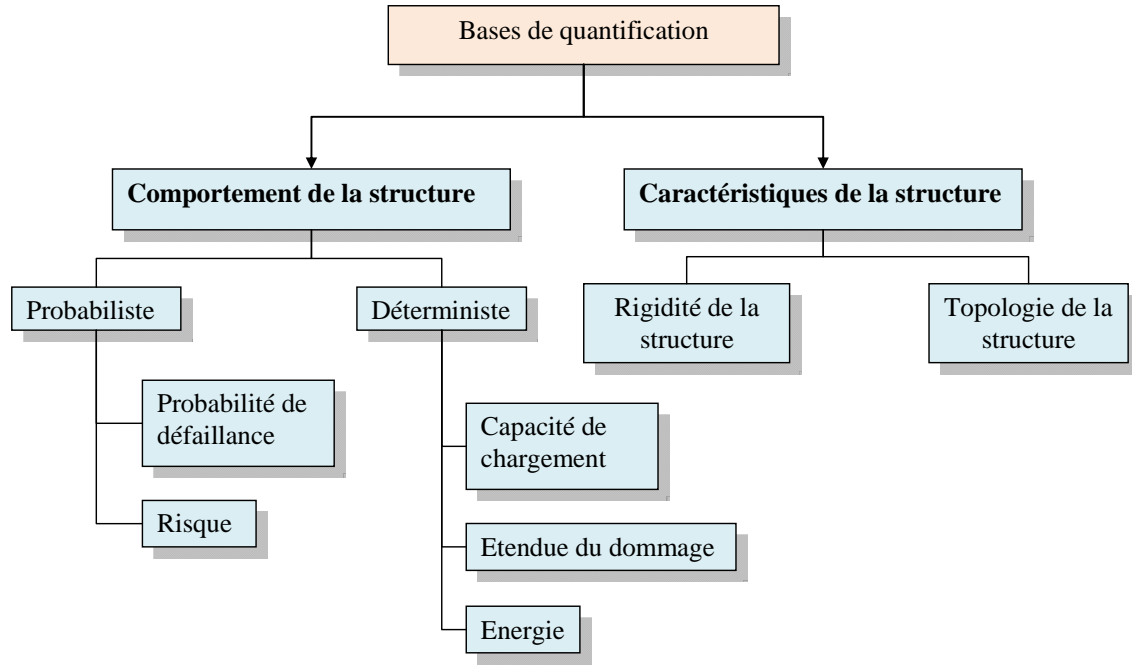 Bases de quantification
Comportement de la structure
Caractéristiques de la structure
Probabiliste
Déterministe
Rigidité de la
structure
Topologie de la
structure
Probabilité de
défaillance
Capacité de
chargement
Risque
Etendue du dommage
Energie